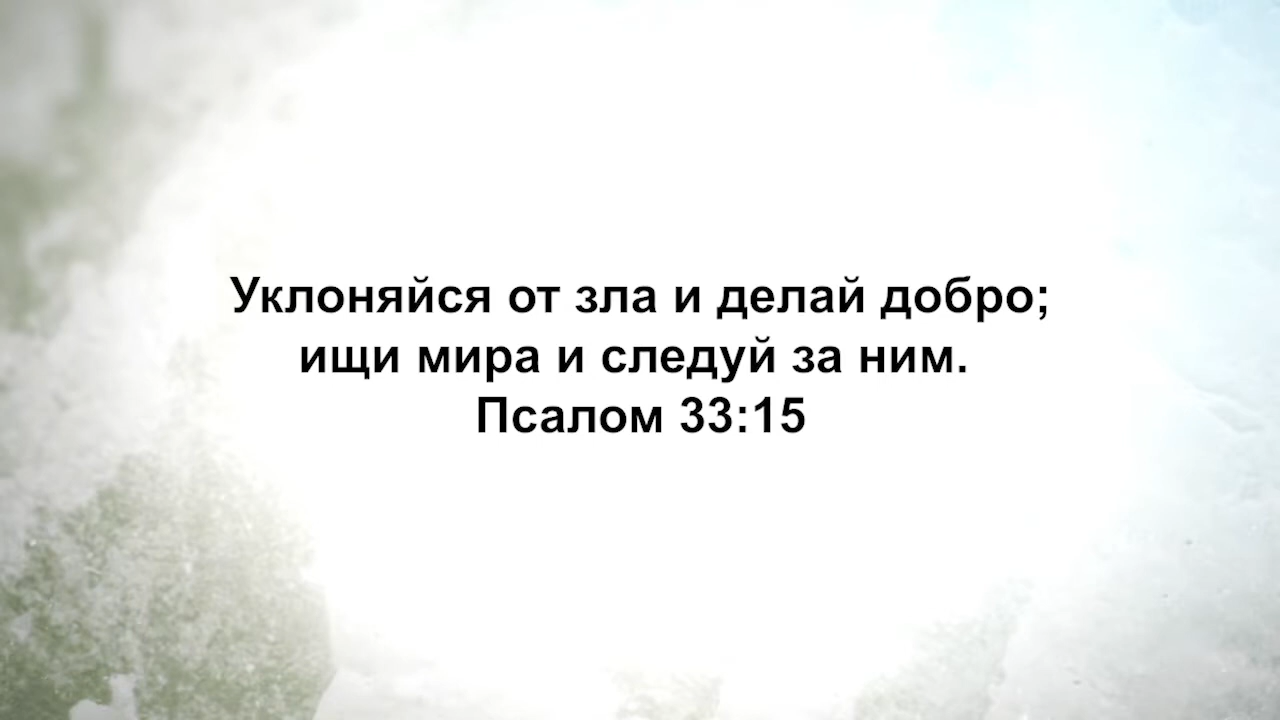 Уклоняйся от зла и делай добро;
ищи мира и следуй за ним.
Псалом 33:15